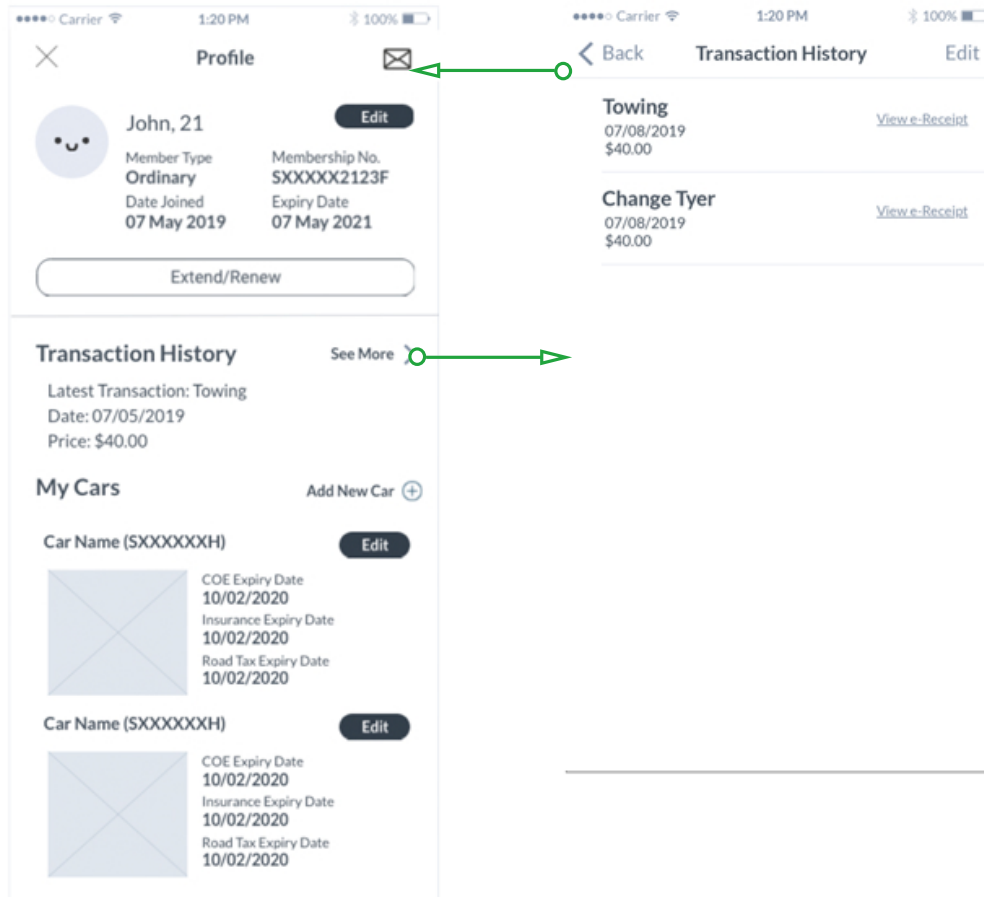 Carrier 1:20 PM 100%
Profile
John, 21
Edit
Member Type
Ordinary
Membership No.
SXXXXX2123F
Date Joined
07 May 2019
Expiry Date
07 May 2021
Extend/Renew
Transaction History
See More
Latest Transaction: Towing
Date: 07/05/2019
Price: $40.00
My Cars
Add New Car
Car Name (SXXXXXXH)
Edit
COE Expiry Date
10/02/2020
Insurance Expiry Date
10/02/2020
Road Tax Expiry Date
10/02/2020
Car Name (SXXXXXXH)
Edit
COE Expiry Date
10/02/2020
Insurance Expiry Date
10/02/2020
Road Tax Expiry Date
10/02/2020
Carrier 1:20 PM 100%
Back
Transaction History
Edit
Towing
07/08/2019
$40.00
View e-Receipt
Change Tyer
07/08/2019
$40.00
View e-Receipt